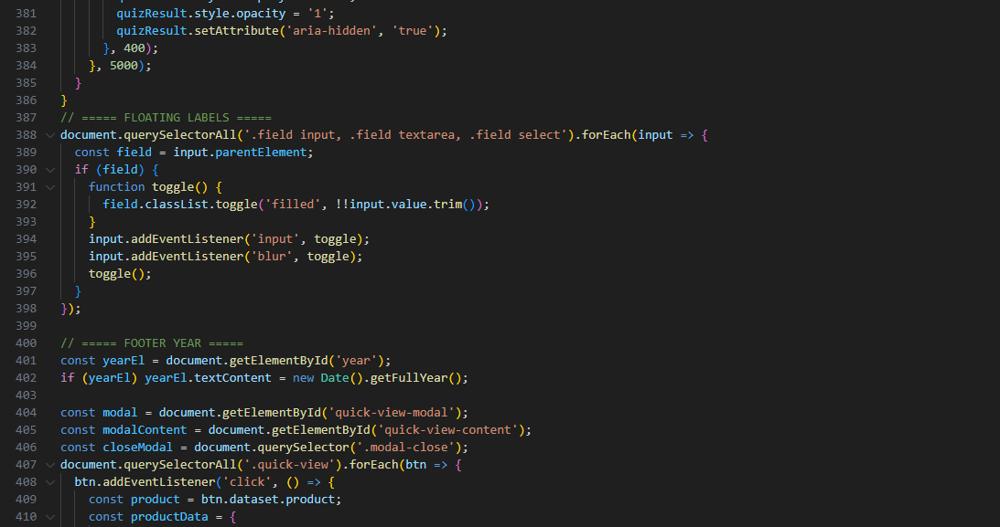 381 quizResult.style.opacity = '1';
382 quizResult.setAttribute('aria-hidden', 'true');
383 }, 400);
384 }, 5000);
385 }
386 }
387 // ===== FLOATING LABELS =====
388 document.querySelectorAll('.field input, .field textarea, .field select').forEach(input => {
389 const field = input.parentElement;
390 if (field) {
391 function toggle() {
392 field.classList.toggle('filled', !!input.value.trim());
393 }
394 input.addEventListener('input', toggle);
395 input.addEventListener('blur', toggle);
396 toggle();
397 }
398 });
399
400 // ===== FOOTER YEAR =====
401 const yearEl = document.getElementById('year');
402 if (yearEl) yearEl.textContent = new Date().getFullYear();
403
404 const modal = document.getElementById('quick-view-modal');
405 const modalContent = document.getElementById('quick-view-content');
406 const closeModal = document.querySelector('.modal-close');
407 document.querySelectorAll('.quick-view').forEach(btn => {
408 btn.addEventListener('click', () => {
409 const product = btn.dataset.product;
410 const productData = {